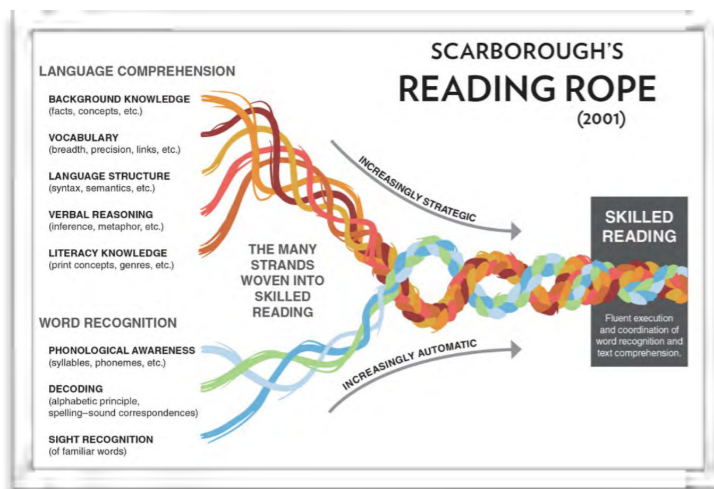 SCARBOROUGH'S
READING ROPE
(2001)
LANGUAGE COMPREHENSION
BACKGROUND KNOWLEDGE
(facts, concepts, etc.)
VOCABULARY
(breadth, precision, links, etc.)
LANGUAGE STRUCTURE
(syntax, semantics, etc.)
VERBAL REASONING
(inference, metaphor, etc.)
LITERACY KNOWLEDGE
(print concepts, genres, etc.)
THE MANY
STRANDS
WOVEN INTO
SKILLED
READING
WORD RECOGNITION
PHONOLOGICAL AWARENESS
(syllables, phonemes, etc.)
DECODING
(alphabetic principle,
spelling–sound correspondences)
SIGHT RECOGNITION
(of familiar words)
INCREASINGLY STRATEGIC
INCREASINGLY AUTOMATIC
SKILLED
READING
Fluent execution
and coordination of
word recognition and
text comprehension.